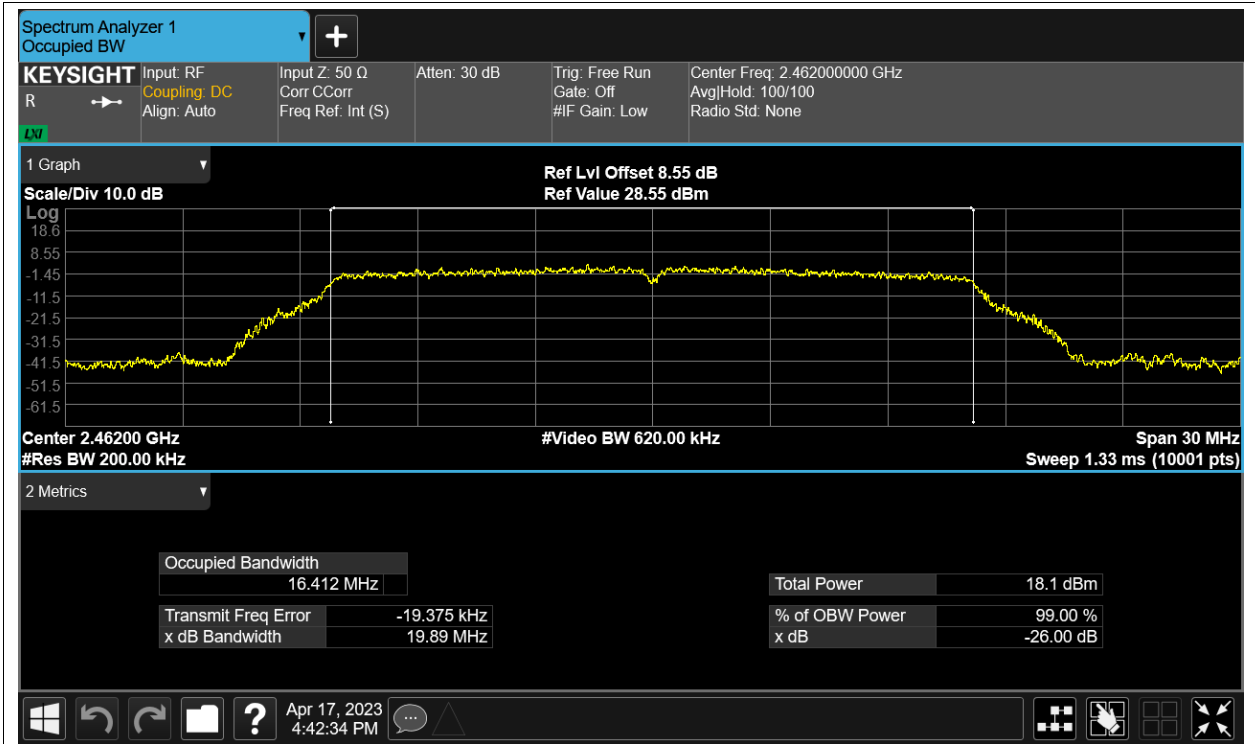 Spectrum Analyzer 1
Occupied BW
KEYSIGHT
R
LXI
Input: RF
Coupling: DC
Align: Auto
Input Z: 50 Ω
Corr CCorr
Freq Ref: Int (S)
Atten: 30 dB
Trig: Free Run
Gate: Off
#IF Gain: Low
Center Freq: 2.462000000 GHz
Avg|Hold: 100/100
Radio Std: None
1 Graph
Scale/Div 10.0 dB
Ref Lvl Offset 8.55 dB
Ref Value 28.55 dBm
Log
18.6
8.55
-1.45
-11.5
-21.5
-31.5
-41.5
-51.5
-61.5
Center 2.46200 GHz
#Video BW 620.00 kHz
Span 30 MHz
#Res BW 200.00 kHz
Sweep 1.33 ms (10001 pts)
2 Metrics
Occupied Bandwidth
16.412 MHz
Transmit Freq Error -19.375 kHz
x dB Bandwidth 19.89 MHz
Total Power 18.1 dBm
% of OBW Power 99.00 %
x dB -26.00 dB
?
Apr 17, 2023
4:42:34 PM